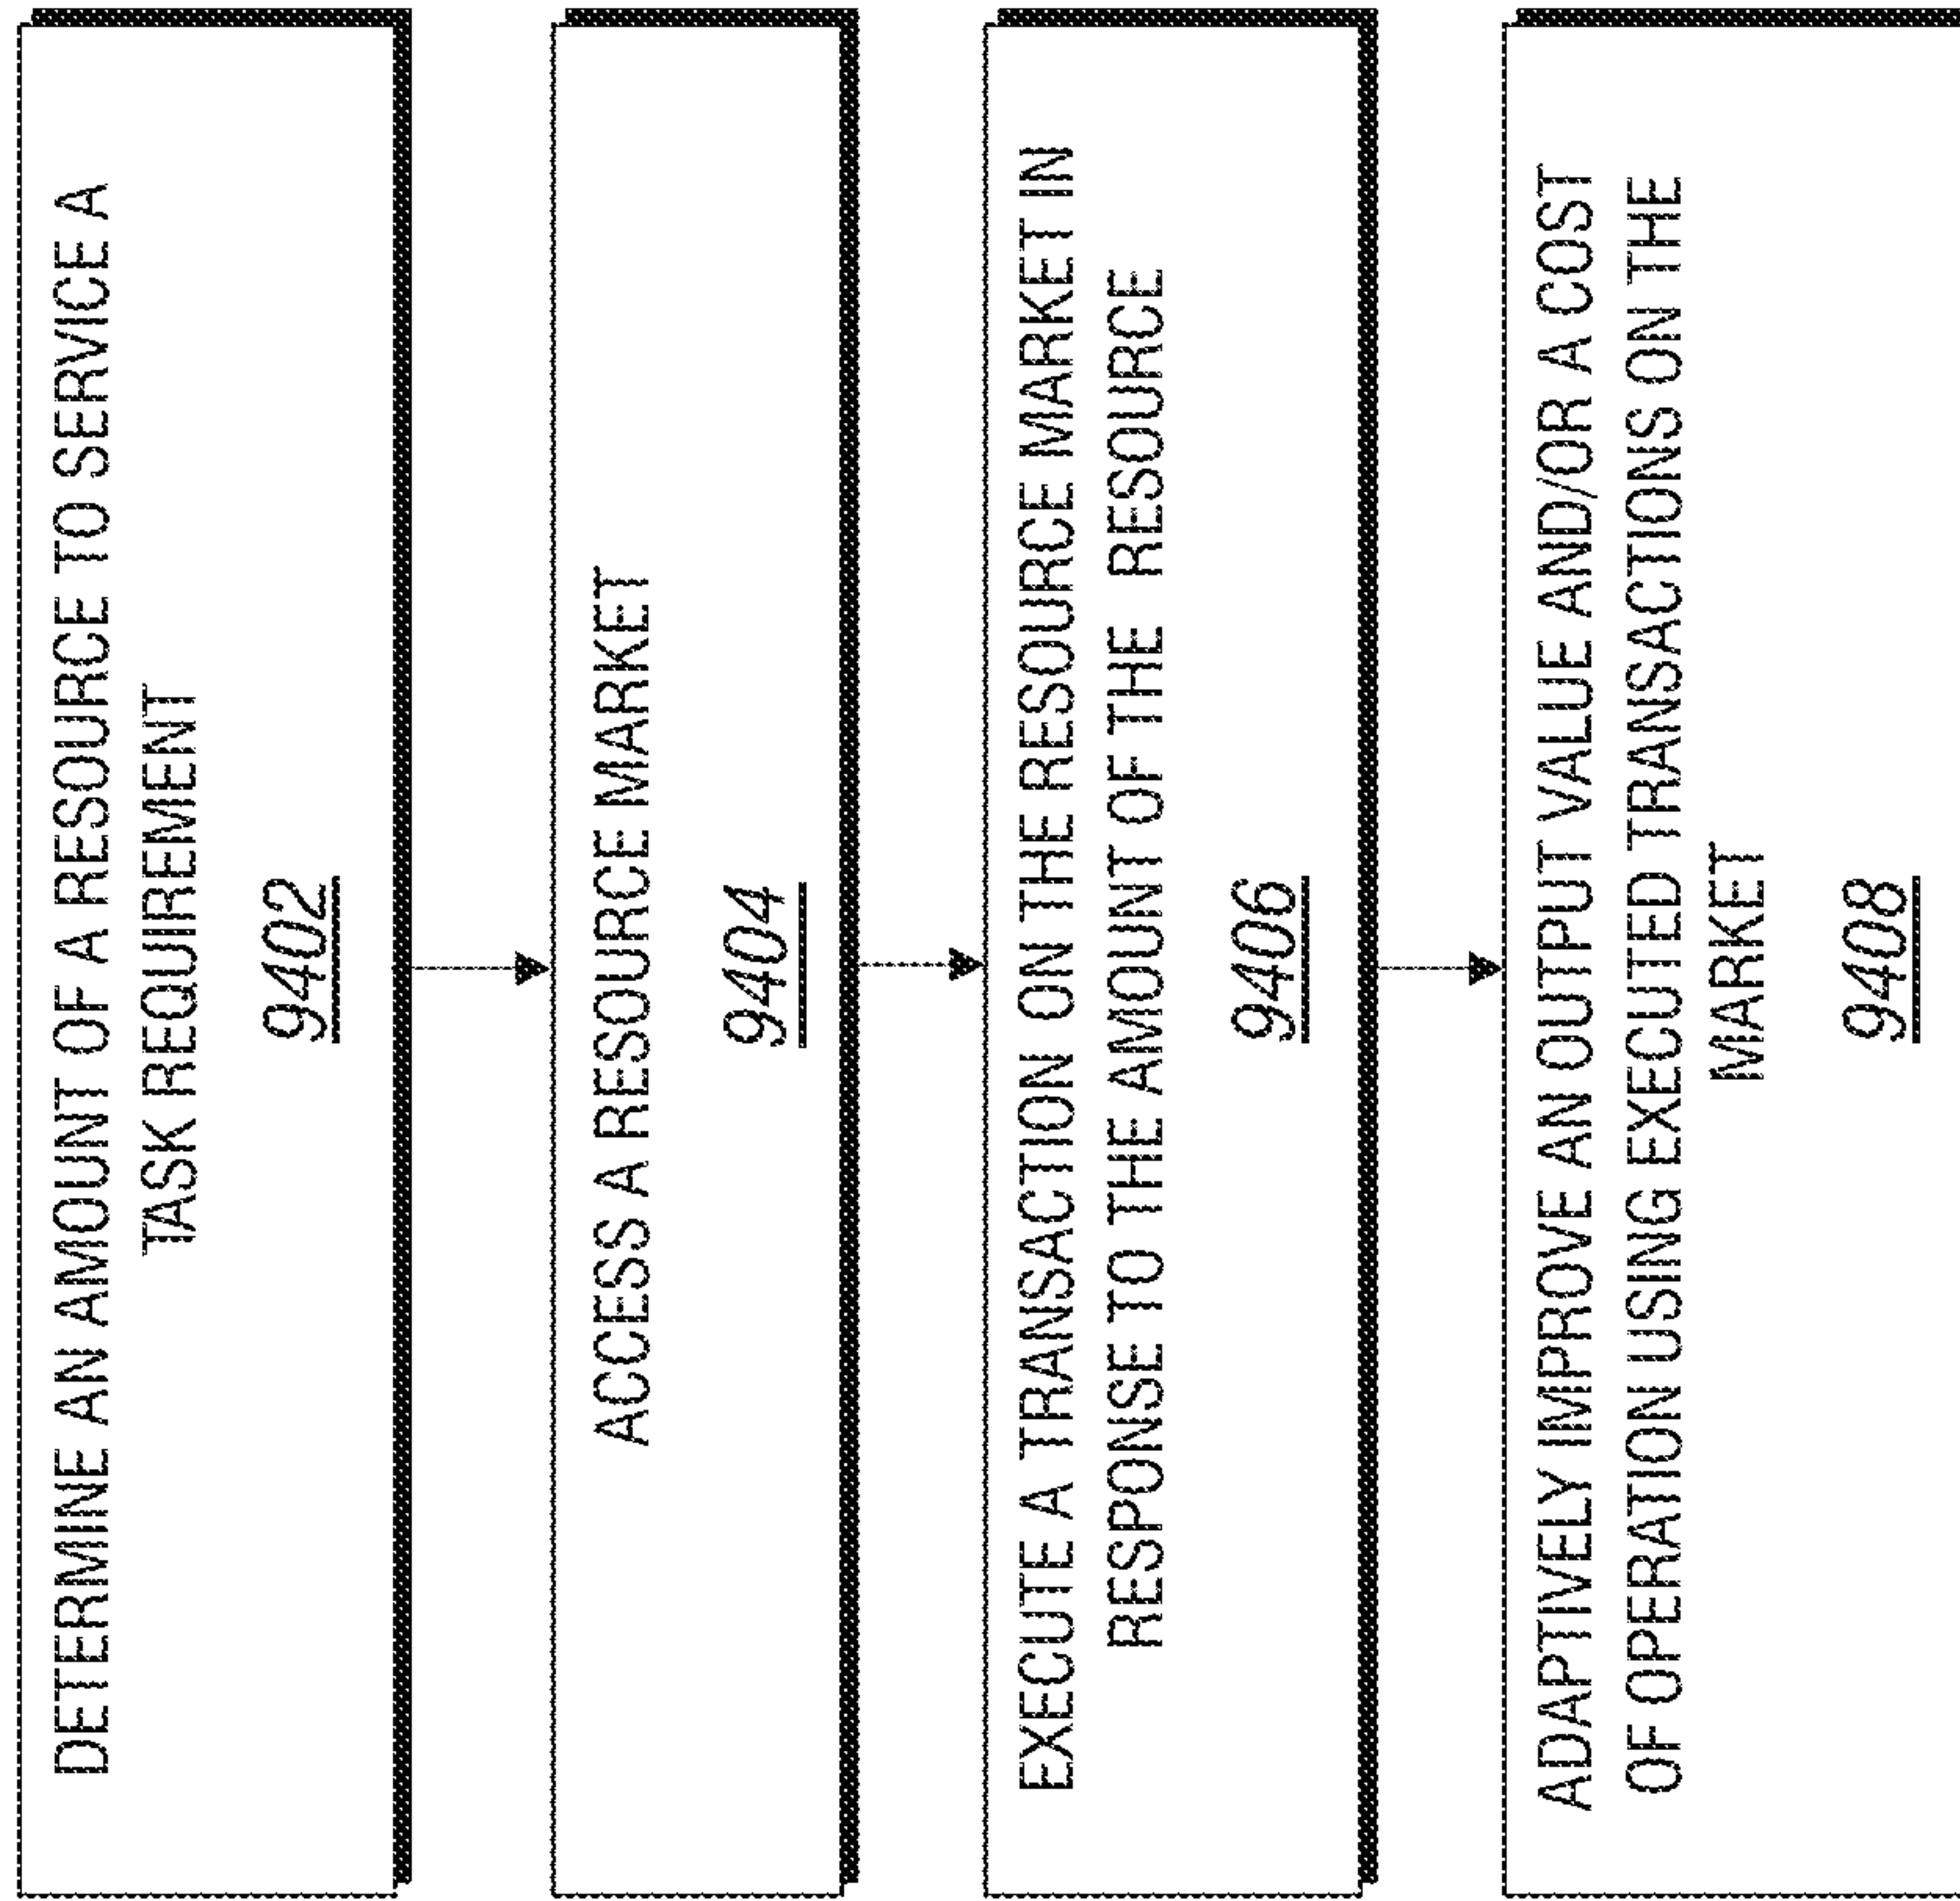 DETERMINE AN AMOUNT OF A RESOURCE TO SERVICE A
TASK REQUIREMENT
9402
ACCESS A RESOURCE MARKET
9404
EXECUTE A TRANSACTION ON THE RESOURCE MARKET IN
RESPONSE TO THE AMOUNT OF THE RESOURCE
9406
ADAPTIVELY IMPROVE AN OUTPUT VALUE AND/OR A COST
OF OPERATION USING EXECUTED TRANSACTIONS ON THE
MARKET
9408